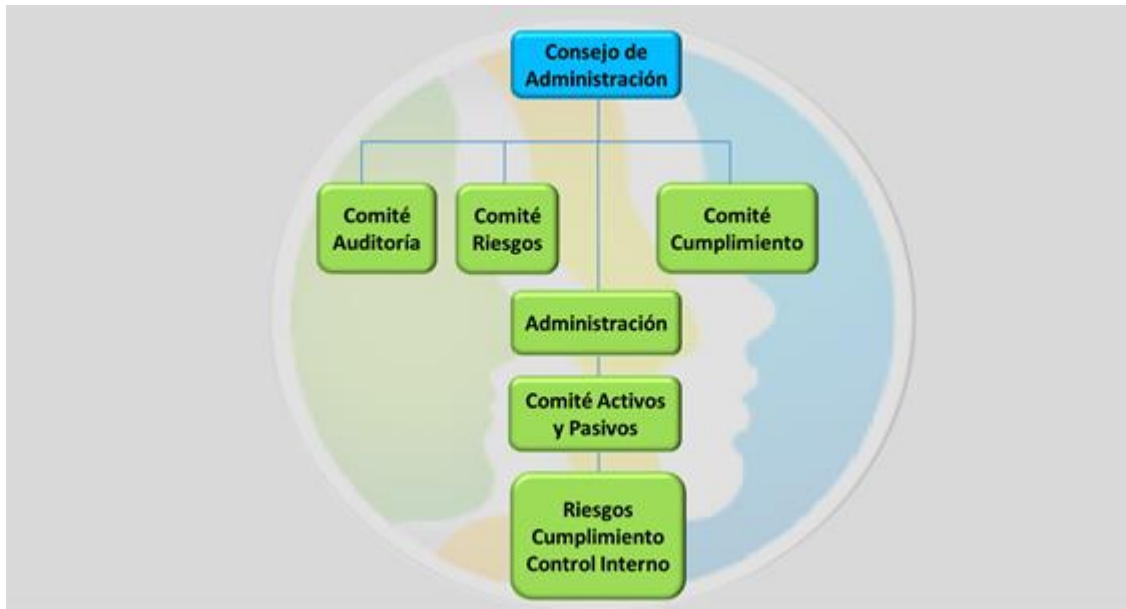 Consejo de
Administración
Comité
Auditoría
Comité
Riesgos
Comité
Cumplimiento
Administración
Comité Activos
y Pasivos
Riesgos
Cumplimiento
Control Interno